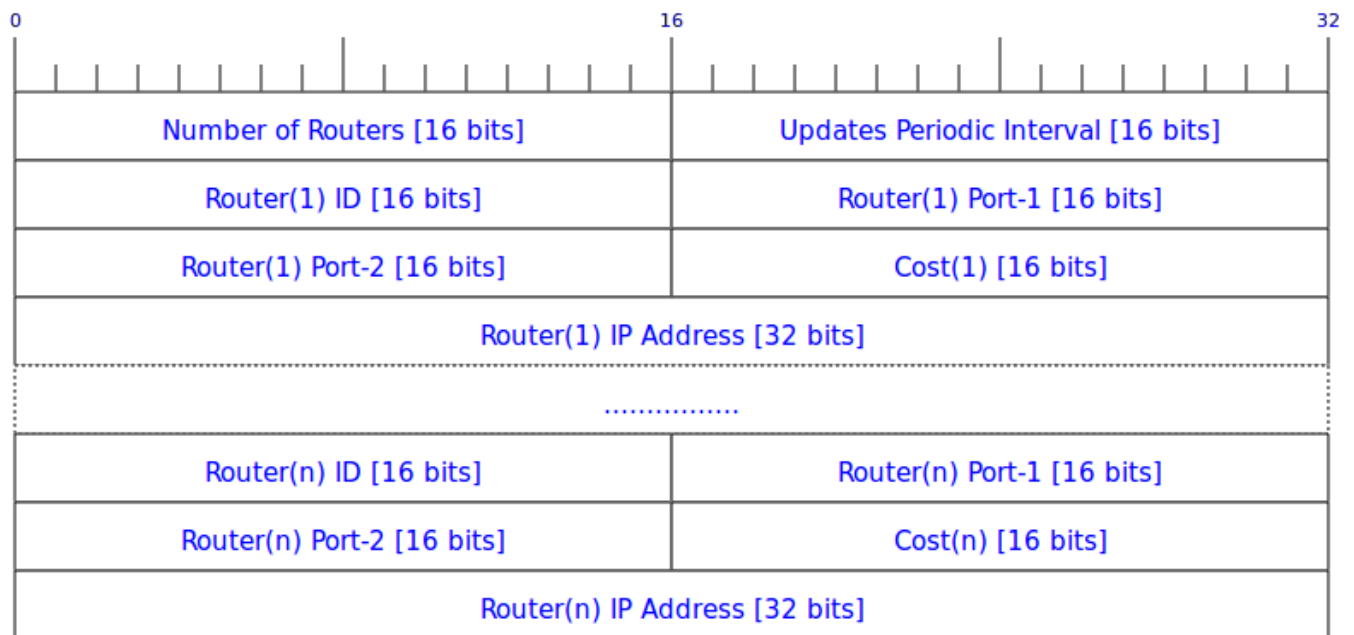 0 16 32
Number of Routers [16 bits] Updates Periodic Interval [16 bits]
Router(1) ID [16 bits] Router(1) Port-1 [16 bits]
Router(1) Port-2 [16 bits] Cost(1) [16 bits]
Router(1) IP Address [32 bits]
................
Router(n) ID [16 bits] Router(n) Port-1 [16 bits]
Router(n) Port-2 [16 bits] Cost(n) [16 bits]
Router(n) IP Address [32 bits]